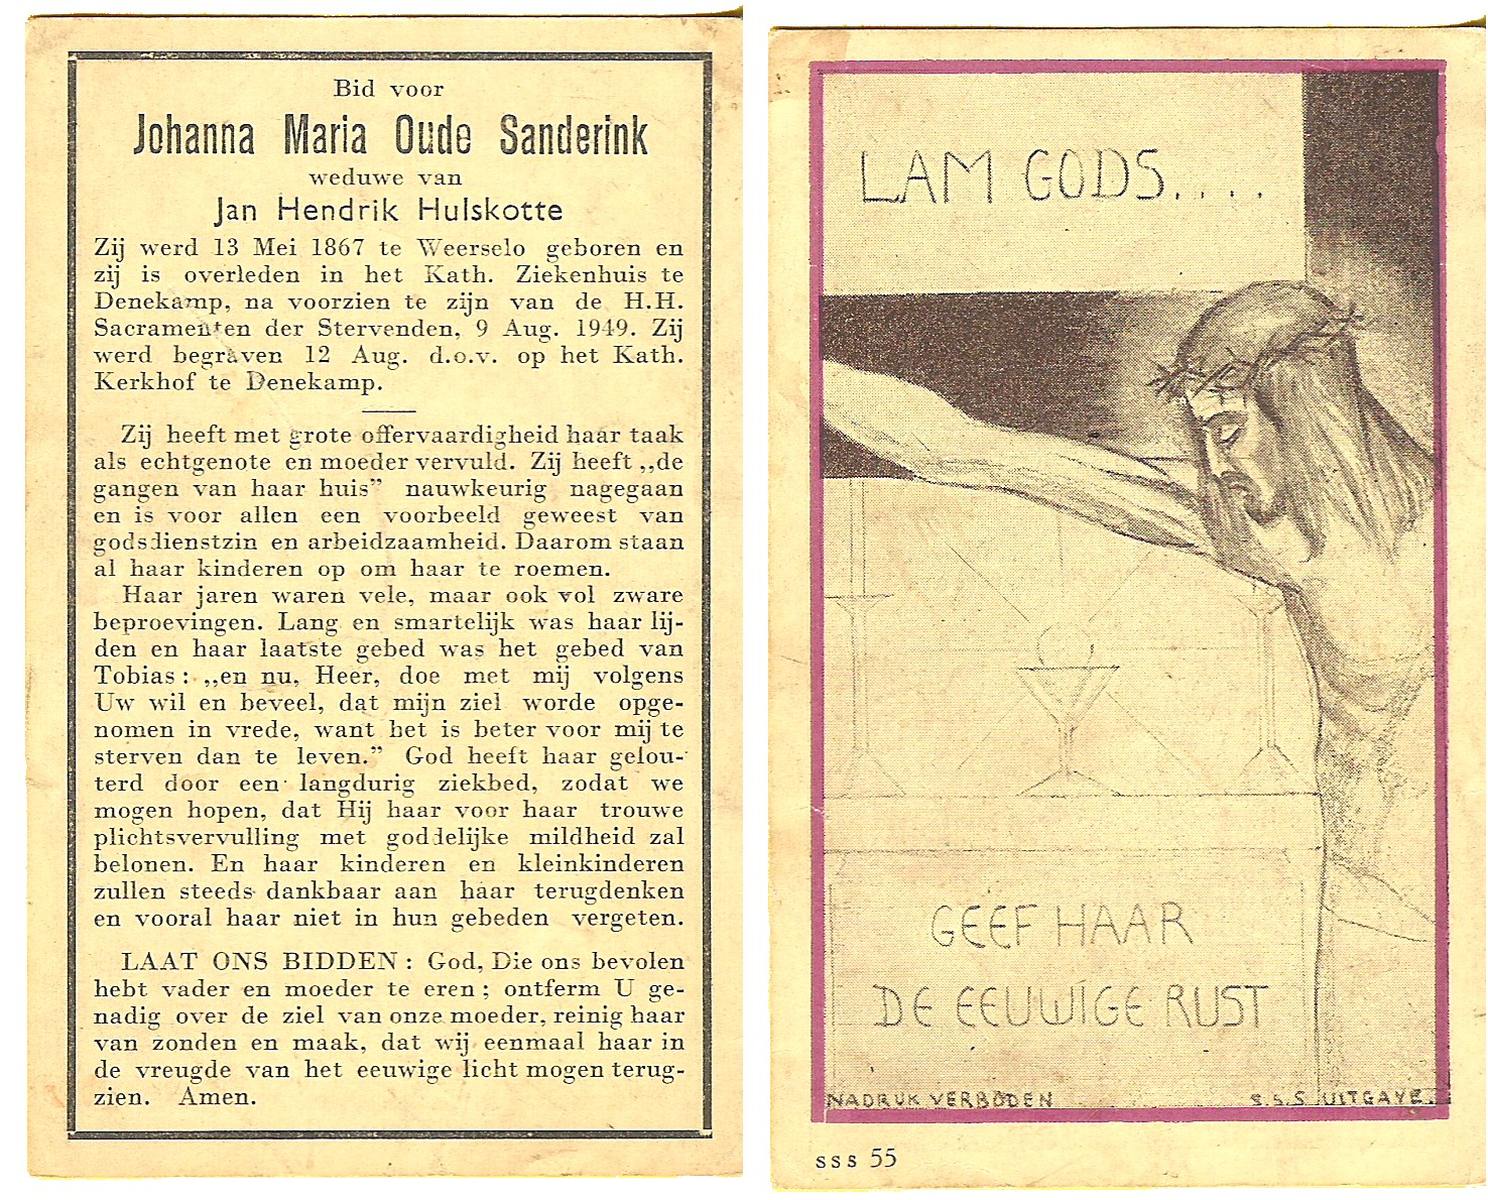 Bid voor
Johanna Maria Oude Sanderink
weduwe van
Jan Hendrik Hulskotte
Zij werd 13 Mei 1867 te Weerselo geboren en
zij is overleden in het Kath. Ziekenhuis te
Denekamp, na voorzien te zijn van de H.H.
Sacramenten der Stervenden, 9 Aug. 1949. Zij
werd begraven 12 Aug. d.o.v. op het Kath.
Kerkhof te Denekamp.
Zij heeft met grote offervaardigheid haar taak
als echtgenote en moeder vervuld. Zij heeft „de
gangen van haar huis” nauwkeurig nagegaan
en is voor allen een voorbeeld geweest van
godsdienstzin en arbeidzaamheid. Daarom staan
al haar kinderen op om haar te roemen.
Haar jaren waren vele, maar ook vol zware
beproevingen. Lang en smartelijk was haar lij-
den en haar laatste gebed was het gebed van
Tobias: „en nu, Heer, doe met mij volgens
Uw wil en beveel, dat mijn ziel worde opge-
nomen in vrede, want het is beter voor mij te
sterven dan te leven.” God heeft haar gelou-
terd door een langdurig ziekbed, zodat we
mogen hopen, dat Hij haar voor haar trouwe
plichtsvervulling met goddelijke mildheid zal
belonen. En haar kinderen en kleinkinderen
zullen steeds dankbaar aan haar terugdenken
en vooral haar niet in hun gebeden vergeten.
LAAT ONS BIDDEN: God, Die ons bevolen
hebt vader en moeder te eren; ontferm U ge-
nadig over de ziel van onze moeder, reinig haar
van zonden en maak, dat wij eenmaal haar in
de vreugde van het eeuwige licht mogen terug-
zien. Amen.
LAM GODS....
GEEF HAAR
DE EEUWIGE RUST
NADRUK VERBODEN
S.S.S UITGAVE.
sss 55